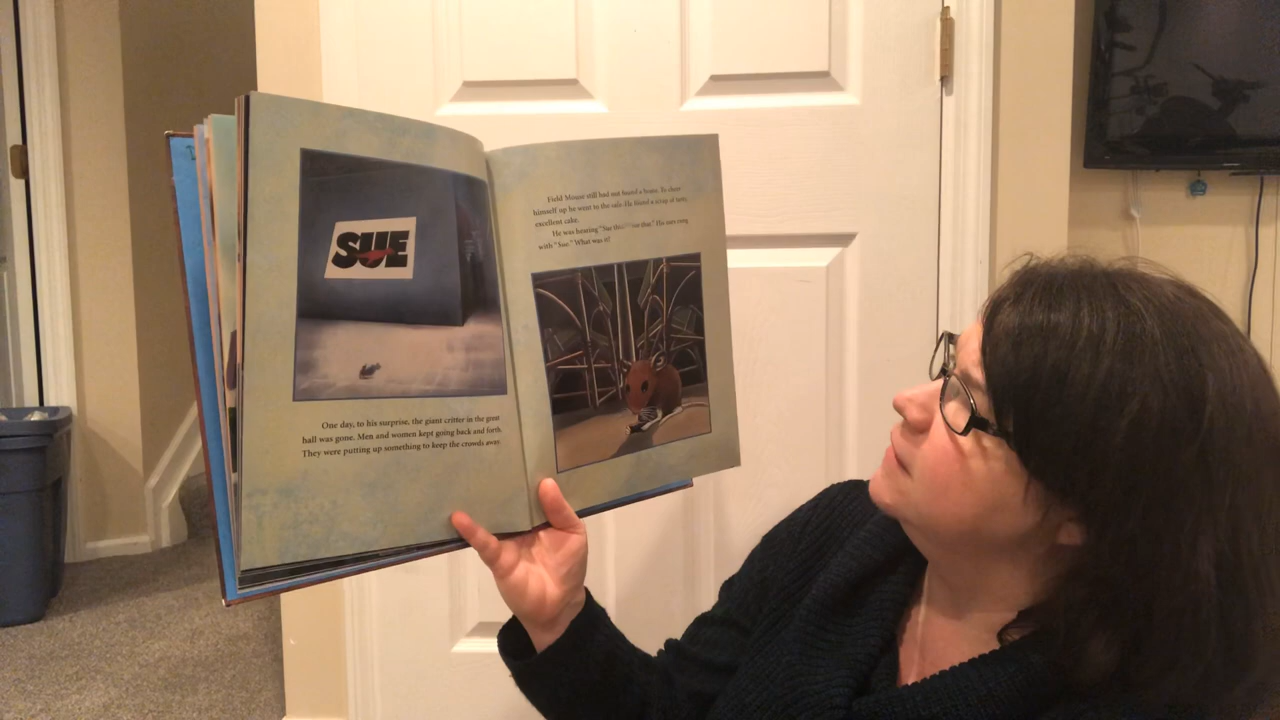 SUE
One day, to his surprise, the giant critter in the great
hall was gone. Men and women kept going back and forth.
They were putting up something to keep the crowds away.
Field Mouse still had not found a home. To cheer
himself up he went to the cafe. He found a scrap of
excellent cake.
He was hearing "Sue this" "Sue that." His ears rang
with "Sue." What was it?